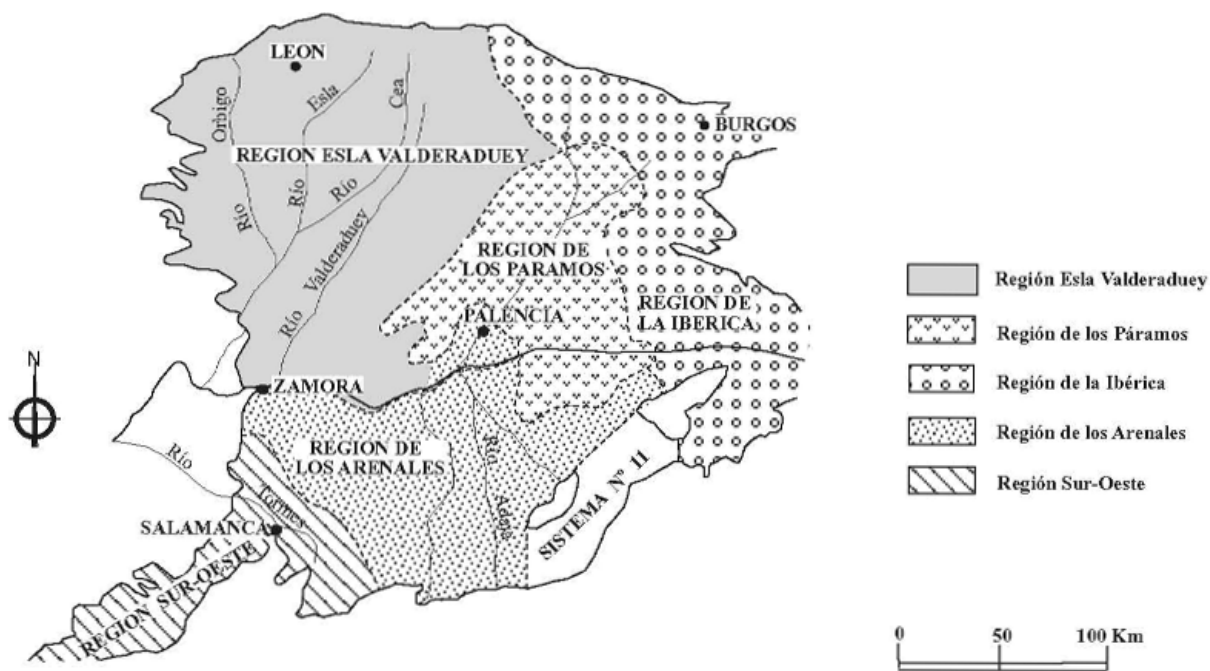 LEON
Orbigo
Esla
Cea
BURGOS
REGION ESLA VALDERADUEY
Río
Río
Río
Valderaduey
Río
REGION DE
LOS PARAMOS
PALENCIA
REGION DE
LA IBERICA
ZAMORA
REGION DE
LOS ARENALES
Río
Adaja
Río
Tormes
SALAMANCA
REGION SUR-OESTE
SISTEMA Nº 11
N
Región Esla Valderaduey
Región de los Páramos
Región de la Ibérica
Región de los Arenales
Región Sur-Oeste
0 50 100 Km